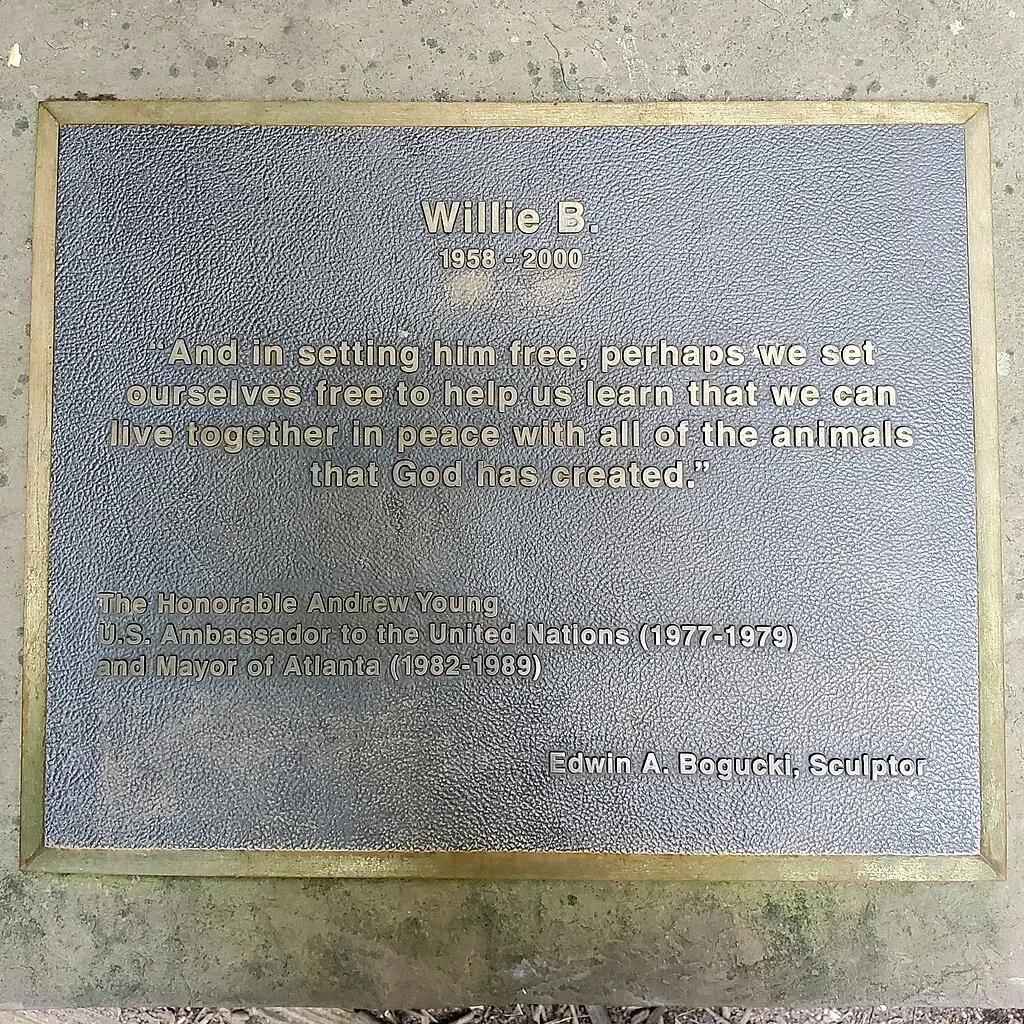 Willie B.
1958 - 2000
“And in setting him free, perhaps we set
ourselves free to help us learn that we can
live together in peace with all of the animals
that God has created.”
The Honorable Andrew Young
U.S. Ambassador to the United Nations (1977-1979)
and Mayor of Atlanta (1982-1989)
Edwin A. Bogucki, Sculptor